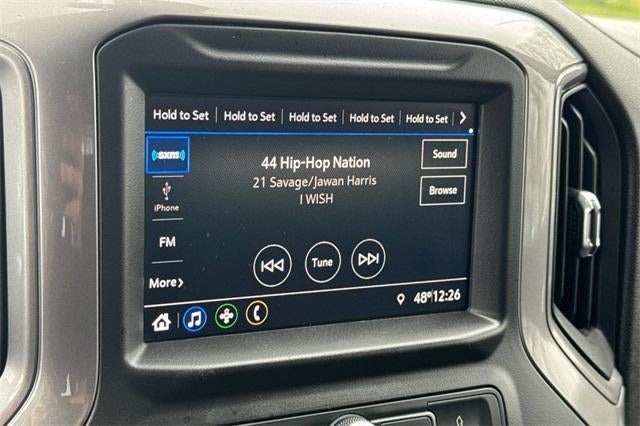 Hold to Set Hold to Set Hold to Set Hold to Set Hold to Set
sxm
44 Hip-Hop Nation
Sound
21 Savage/Jawan Harris
I WISH
Browse
iPhone
FM
Tune
More
48° 12:26